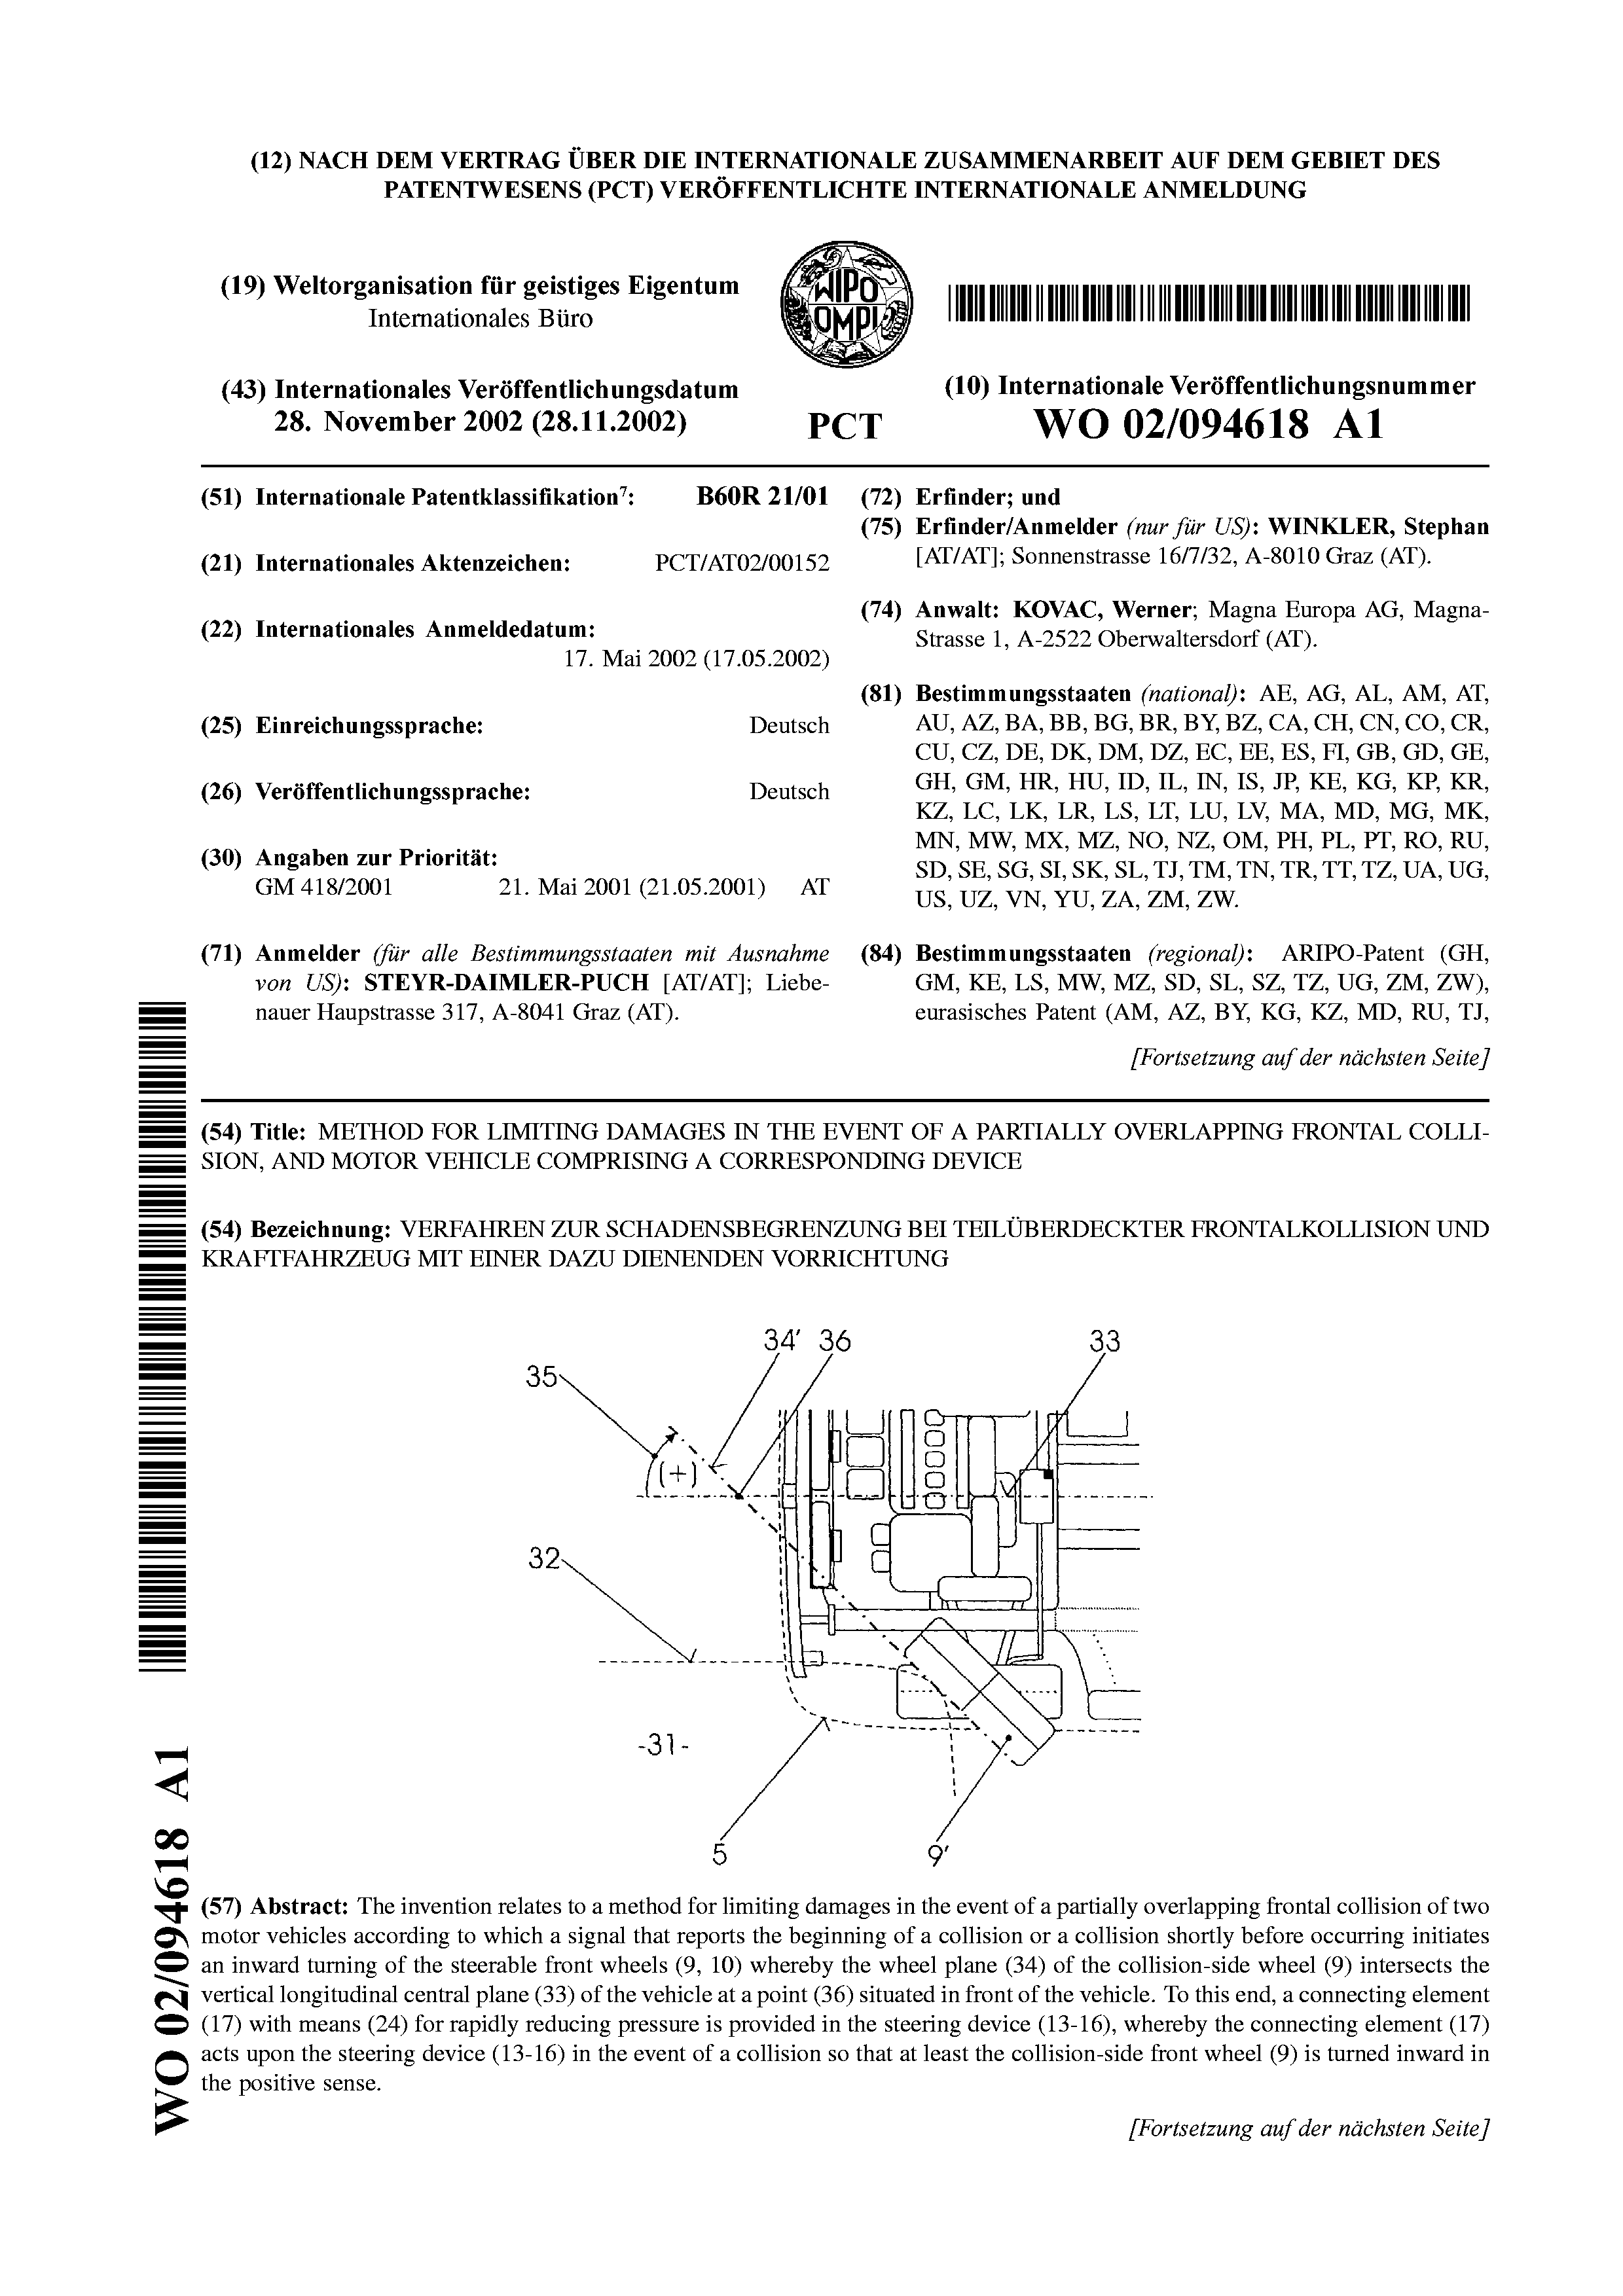 (12) NACH DEM VERTRAG ÜBER DIE INTERNATIONALE ZUSAMMENARBEIT AUF DEM GEBIET DES
PATENTWESENS (PCT) VERÖFFENTLICHTE INTERNATIONALE ANMELDUNG
(19) Weltorganisation für geistiges Eigentum
Internationales Büro
WIPO
OMPI
(43) Internationales Veröffentlichungsdatum
28. November 2002 (28.11.2002)
PCT
(10) Internationale Veröffentlichungsnummer
WO 02/094618 A1
(51) Internationale Patentklassifikation7: B60R 21/01
(21) Internationales Aktenzeichen: PCT/AT02/00152
(22) Internationales Anmeldedatum:
17. Mai 2002 (17.05.2002)
(25) Einreichungssprache: Deutsch
(26) Veröffentlichungssprache: Deutsch
(30) Angaben zur Priorität:
GM 418/2001 21. Mai 2001 (21.05.2001) AT
(71) Anmelder (für alle Bestimmungsstaaten mit Ausnahme
von US): STEYR-DAIMLER-PUCH [AT/AT]; Liebe-
nauer Haupstrasse 317, A-8041 Graz (AT).
(72) Erfinder; und
(75) Erfinder/Anmelder (nur für US): WINKLER, Stephan
[AT/AT]; Sonnenstrasse 16/7/32, A-8010 Graz (AT).
(74) Anwalt: KOVAC, Werner; Magna Europa AG, Magna-
Strasse 1, A-2522 Oberwaltersdorf (AT).
(81) Bestimmungsstaaten (national): AE, AG, AL, AM, AT,
AU, AZ, BA, BB, BG, BR, BY, BZ, CA, CH, CN, CO, CR,
CU, CZ, DE, DK, DM, DZ, EC, EE, ES, FI, GB, GD, GE,
GH, GM, HR, HU, ID, IL, IN, IS, JP, KE, KG, KP, KR,
KZ, LC, LK, LR, LS, LT, LU, LV, MA, MD, MG, MK,
MN, MW, MX, MZ, NO, NZ, OM, PH, PL, PT, RO, RU,
SD, SE, SG, SI, SK, SL, TJ, TM, TN, TR, TT, TZ, UA, UG,
US, UZ, VN, YU, ZA, ZM, ZW.
(84) Bestimmungsstaaten (regional): ARIPO-Patent (GH,
GM, KE, LS, MW, MZ, SD, SL, SZ, TZ, UG, ZM, ZW),
eurasisches Patent (AM, AZ, BY, KG, KZ, MD, RU, TJ,
[Fortsetzung auf der nächsten Seite]
(54) Title: METHOD FOR LIMITING DAMAGES IN THE EVENT OF A PARTIALLY OVERLAPPING FRONTAL COLLI-
SION, AND MOTOR VEHICLE COMPRISING A CORRESPONDING DEVICE
(54) Bezeichnung: VERFAHREN ZUR SCHADENSBEGRENZUNG BEI TEILÜBERDECKTER FRONTALKOLLISION UND
KRAFTFAHRZEUG MIT EINER DAZU DIENENDEN VORRICHTUNG
34' 36 33
35
(+)
32
-31-
5 9'
(57) Abstract: The invention relates to a method for limiting damages in the event of a partially overlapping frontal collision of two
motor vehicles according to which a signal that reports the beginning of a collision or a collision shortly before occurring initiates
an inward turning of the steerable front wheels (9, 10) whereby the wheel plane (34) of the collision-side wheel (9) intersects the
vertical longitudinal central plane (33) of the vehicle at a point (36) situated in front of the vehicle. To this end, a connecting element
(17) with means (24) for rapidly reducing pressure is provided in the steering device (13-16), whereby the connecting element (17)
acts upon the steering device (13-16) in the event of a collision so that at least the collision-side front wheel (9) is turned inward in
the positive sense.
[Fortsetzung auf der nächsten Seite]
WO 02/094618 A1